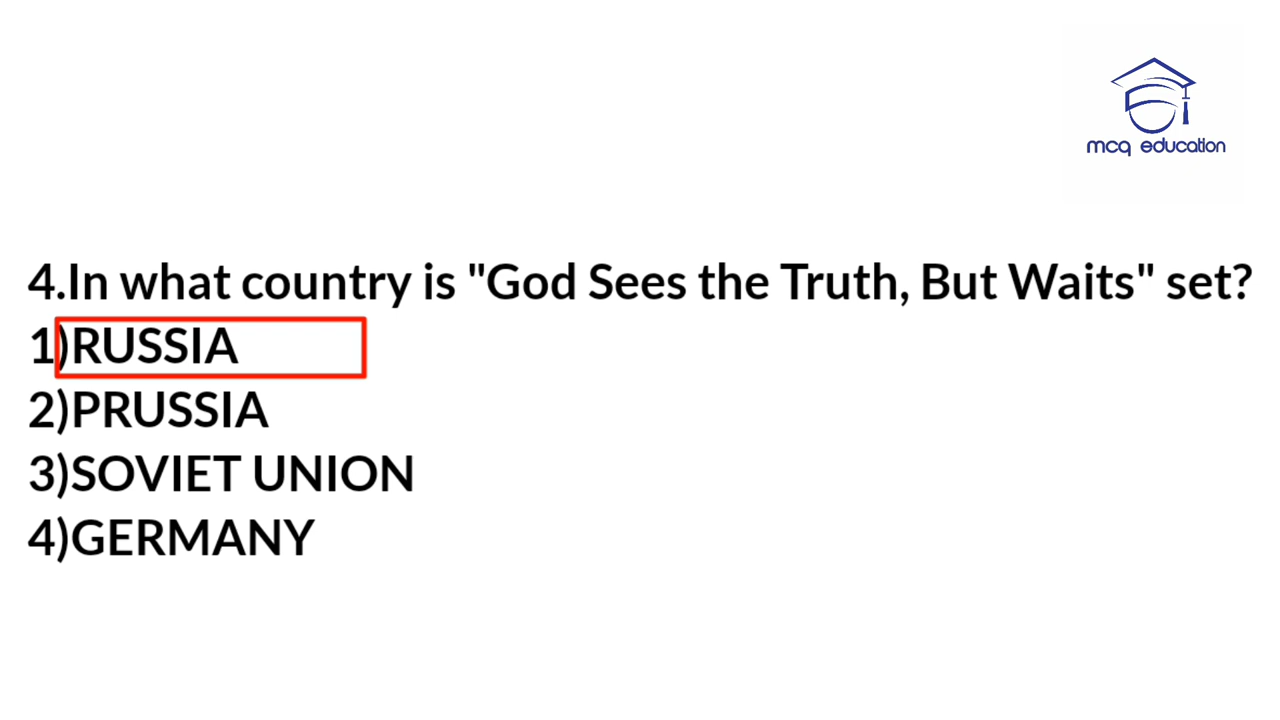 mcq education
4.In what country is "God Sees the Truth, But Waits" set?
1)RUSSIA
2)PRUSSIA
3)SOVIET UNION
4)GERMANY